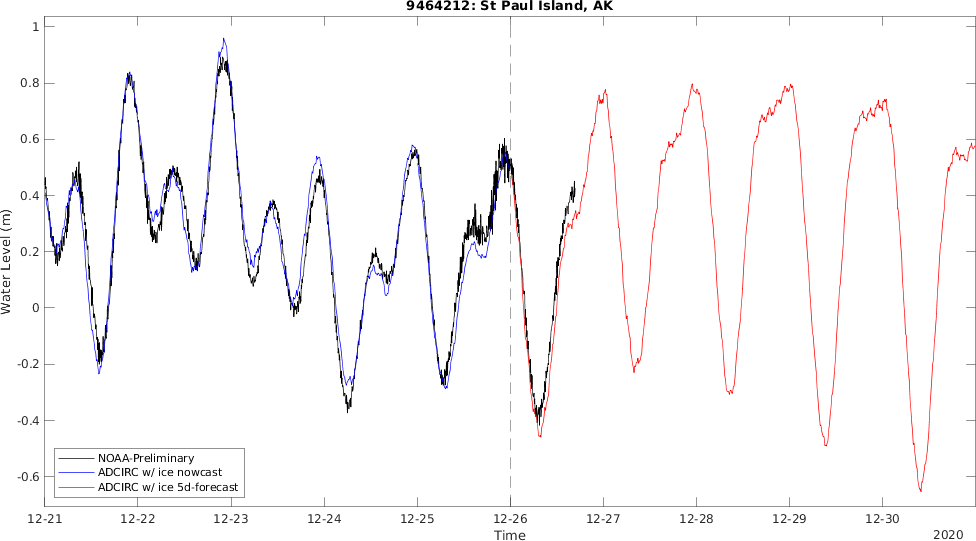 9464212: St Paul Island, AK
1
0.8
0.6
0.4
0.2
0
-0.2
-0.4
-0.6
Water Level (m)
NOAA-Preliminary
ADCIRC w/ ice nowcast
ADCIRC w/ ice 5d-forecast
12-21 12-22 12-23 12-24 12-25 12-26 12-27 12-28 12-29 12-30
Time
2020